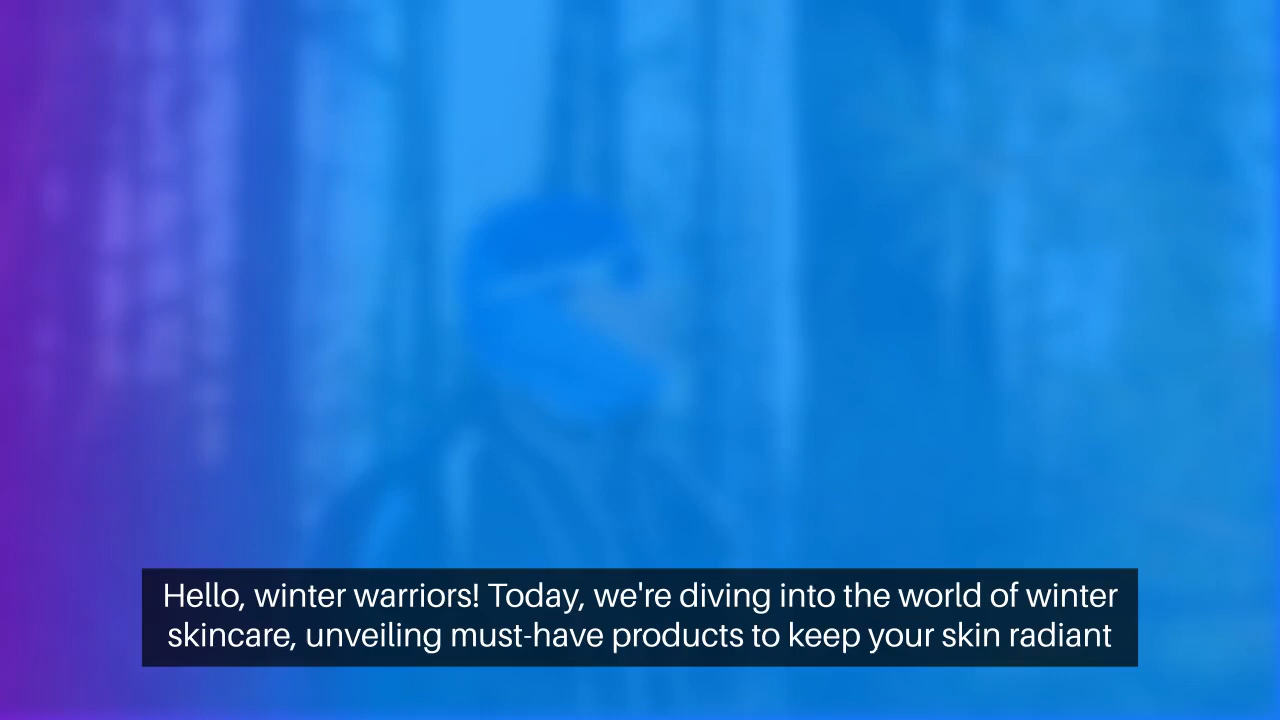 Hello, winter warriors! Today, we're diving into the world of winter
skincare, unveiling must-have products to keep your skin radiant